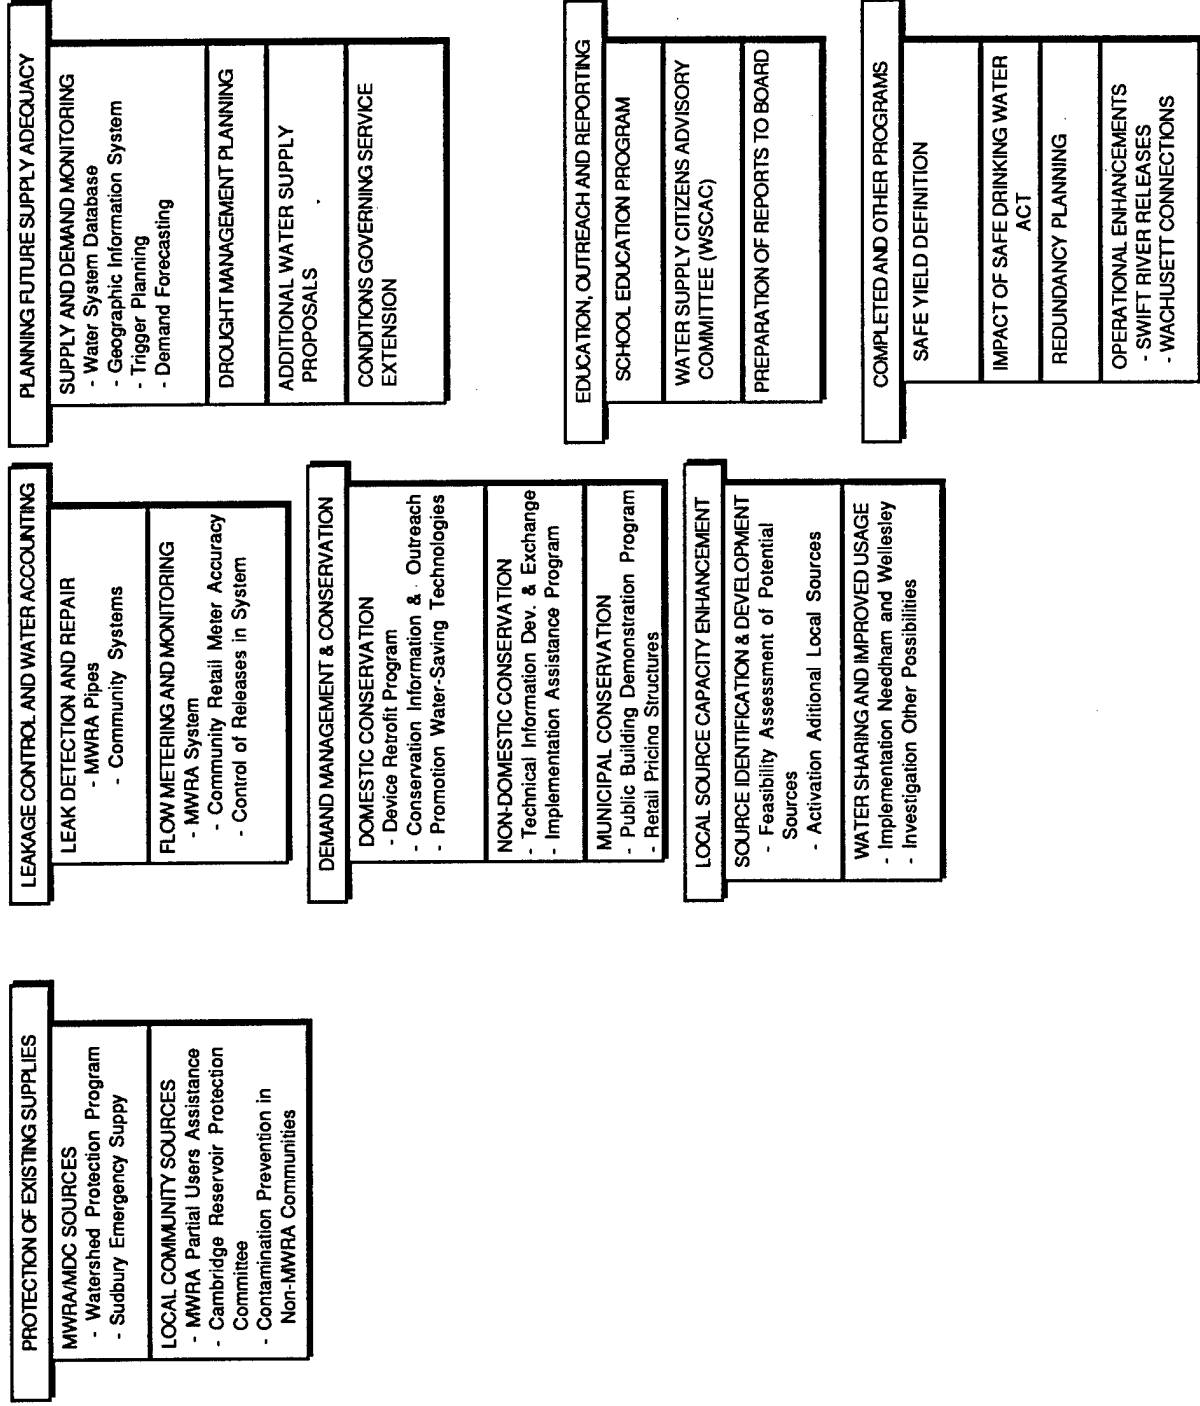 PROTECTION OF EXISTING SUPPLIES
MWRA/MDC SOURCES
- Watershed Protection Program
- Sudbury Emergency Suppy
LOCAL COMMUNITY SOURCES
- MWRA Partial Users Assistance
- Cambridge Reservoir Protection
Committee
- Contamination Prevention in
Non-MWRA Communities
LEAKAGE CONTROL AND WATER ACCOUNTING
LEAK DETECTION AND REPAIR
- MWRA Pipes
- Community Systems
FLOW METERING AND MONITORING
- MWRA System
- Community Retail Meter Accuracy
- Control of Releases in System
DEMAND MANAGEMENT & CONSERVATION
DOMESTIC CONSERVATION
- Device Retrofit Program
- Conservation Information & Outreach
- Promotion Water-Saving Technologies
NON-DOMESTIC CONSERVATION
- Technical Information Dev. & Exchange
- Implementation Assistance Program
MUNICIPAL CONSERVATION
- Public Building Demonstration Program
- Retail Pricing Structures
LOCAL SOURCE CAPACITY ENHANCEMENT
SOURCE IDENTIFICATION & DEVELOPMENT
- Feasibility Assessment of Potential
Sources
- Activation Aditional Local Sources
WATER SHARING AND IMPROVED USAGE
- Implementation Needham and Wellesley
- Investigation Other Possibilities
PLANNING FUTURE SUPPLY ADEQUACY
SUPPLY AND DEMAND MONITORING
- Water System Database
- Geographic Information System
- Trigger Planning
- Demand Forecasting
DROUGHT MANAGEMENT PLANNING
ADDITIONAL WATER SUPPLY
PROPOSALS
CONDITIONS GOVERNING SERVICE
EXTENSION
EDUCATION, OUTREACH AND REPORTING
SCHOOL EDUCATION PROGRAM
WATER SUPPLY CITIZENS ADVISORY
COMMITTEE (WSCAC)
PREPARATION OF REPORTS TO BOARD
COMPLETED AND OTHER PROGRAMS
SAFE YIELD DEFINITION
IMPACT OF SAFE DRINKING WATER
ACT
REDUNDANCY PLANNING
OPERATIONAL ENHANCEMENTS
- SWIFT RIVER RELEASES
- WACHUSETT CONNECTIONS